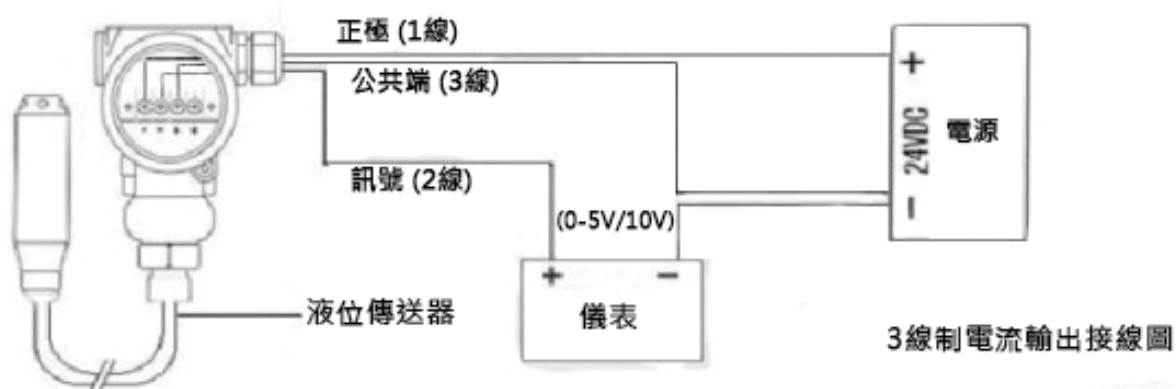 正極 (1線)
公共端 (3線)
訊號 (2線)
(0-5V/10V)
+
24VDC
−
電源
+ −
儀表
液位傳送器
3線制電流輸出接線圖